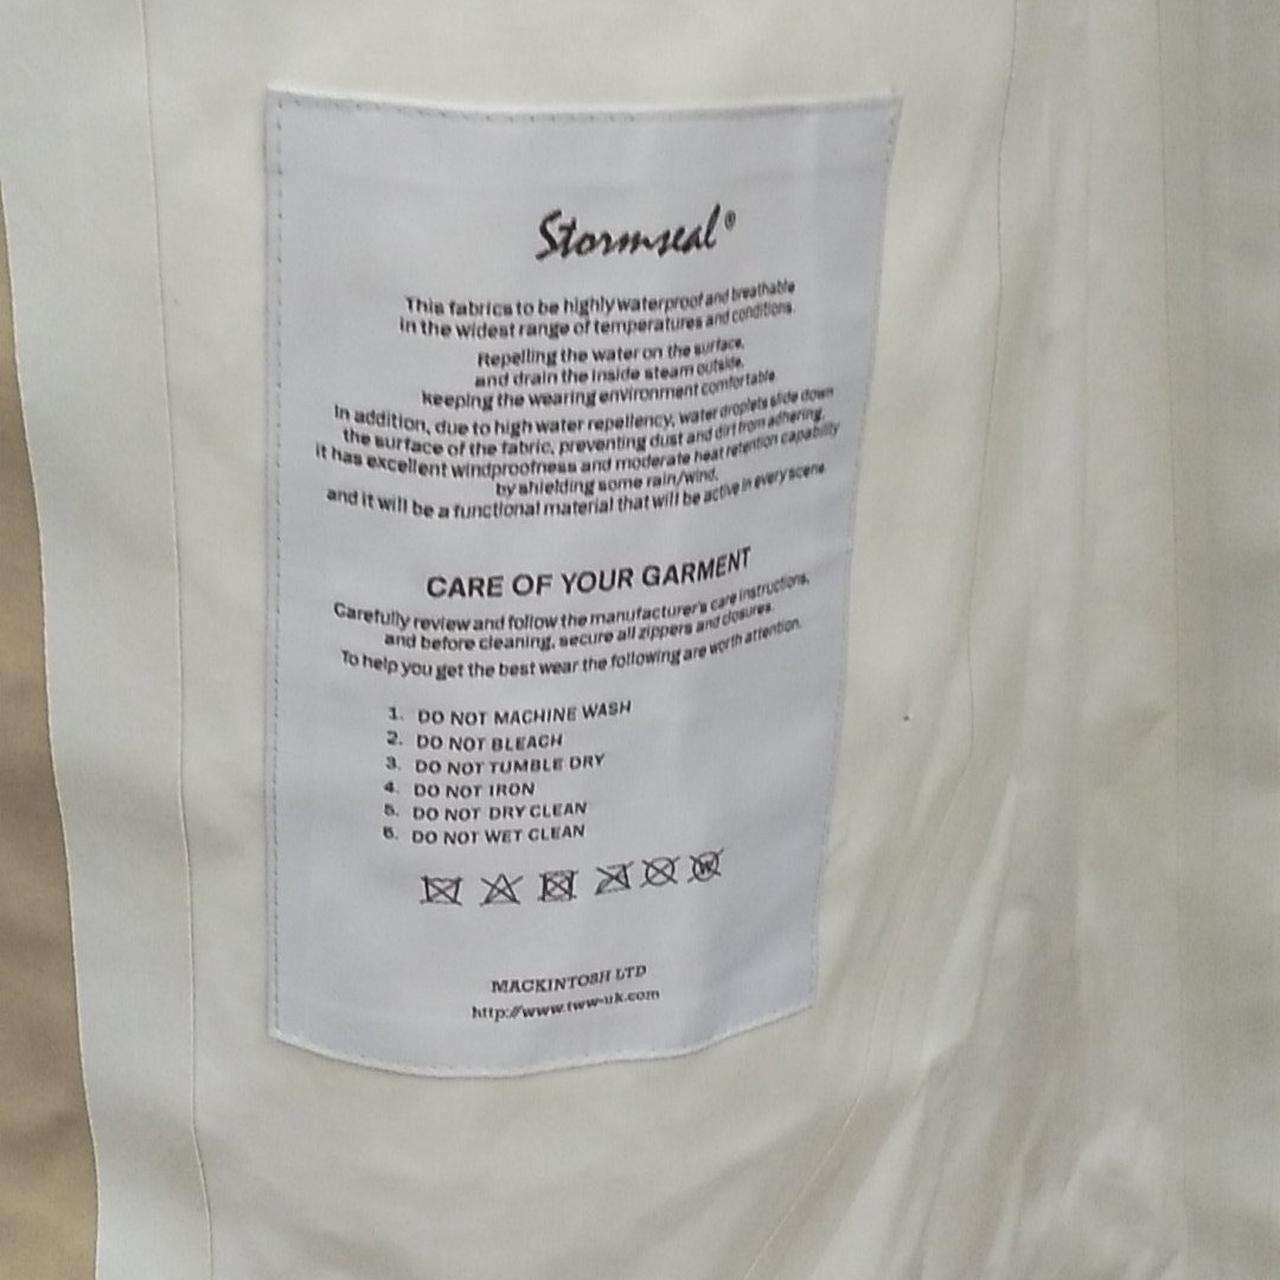 Stormseal®
This fabrics to be highly waterproof and breathable
in the widest range of temperatures and conditions.
Repelling the water on the surface,
and drain the inside steam outside,
keeping the wearing environment comfortable
In addition, due to high water repellency, water droplets slide down
the surface of the fabric, preventing dust and dirt from adhering,
it has excellent windproofness and moderate heat retention capability
by shielding some rain/wind,
and it will be a functional material that will be active in every scene
CARE OF YOUR GARMENT
Carefully review and follow the manufacturer's care instructions,
and before cleaning, secure all zippers and closures.
To help you get the best wear the following are worth attention.
1. DO NOT MACHINE WASH
2. DO NOT BLEACH
3. DO NOT TUMBLE DRY
4. DO NOT IRON
5. DO NOT DRY CLEAN
6. DO NOT WET CLEAN
W
MACKINTOSH LTD
http://www.tww-uk.com